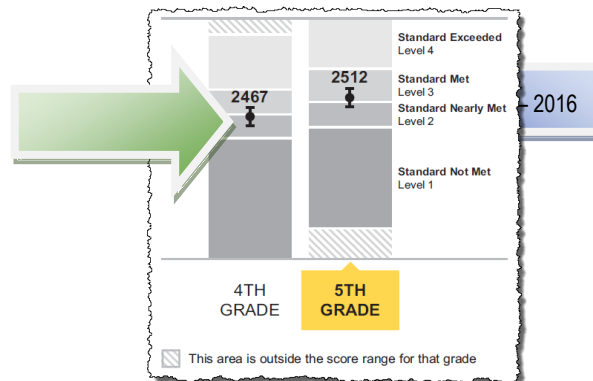 Standard Exceeded
Level 4
2512
Standard Met
Level 3
2467
Standard Nearly Met
Level 2
– 2016
Standard Not Met
Level 1
4TH
GRADE
5TH
GRADE
This area is outside the score range for that grade